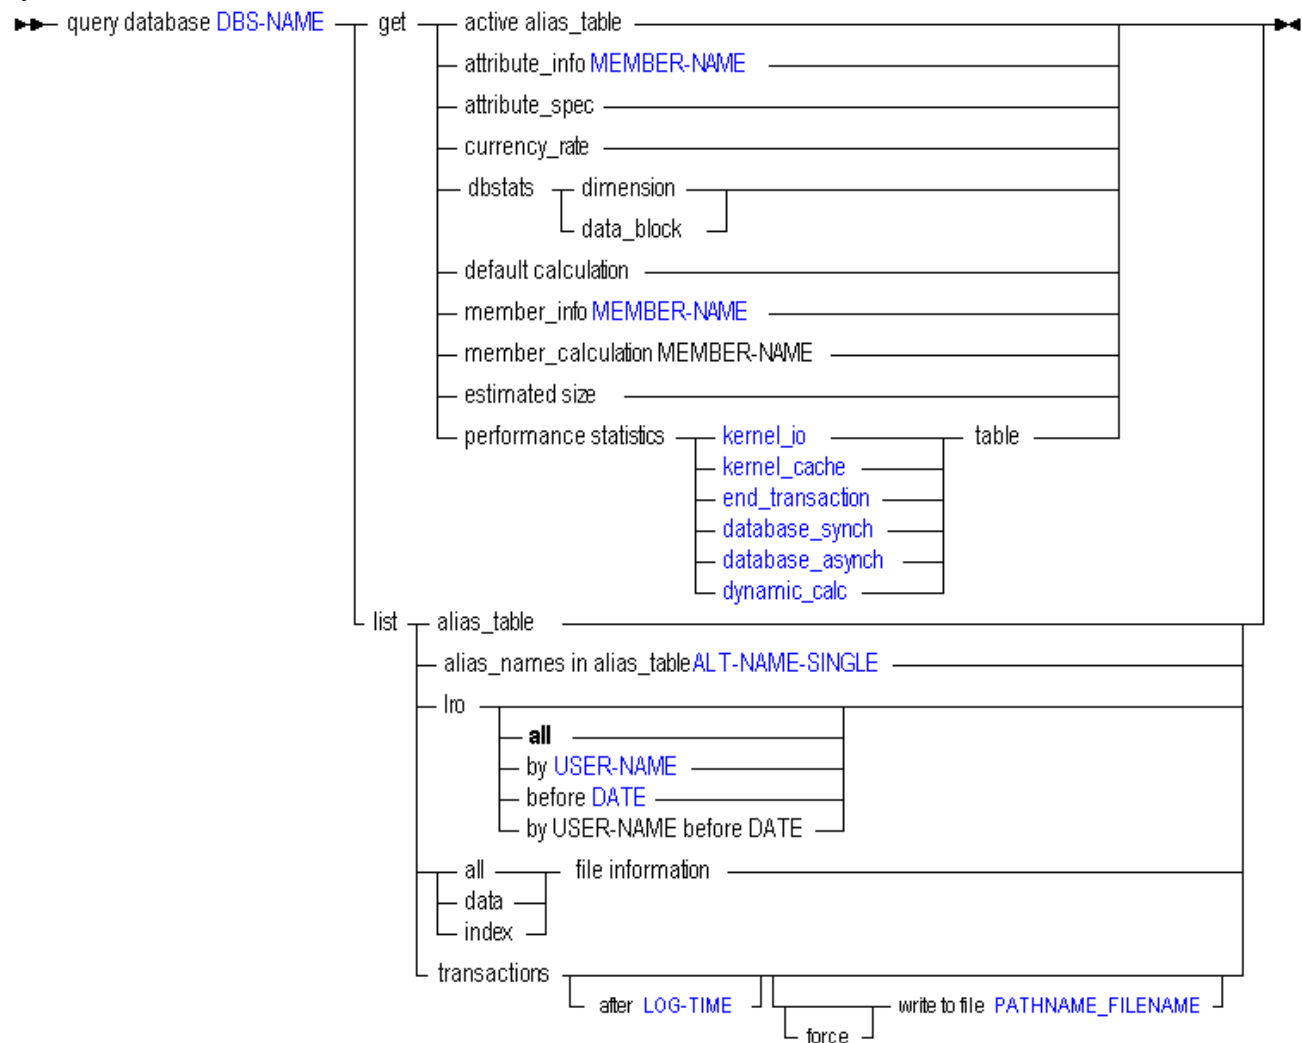 query database DBS-NAME get active alias_table
attribute_info MEMBER-NAME
attribute_spec
currency_rate
dbstats dimension
data_block
default calculation
member_info MEMBER-NAME
member_calculation MEMBER-NAME
estimated size
performance statistics kernel_io table
kernel_cache
end_transaction
database_synch
database_asynch
dynamic_calc
list alias_table
alias_names in alias_table ALT-NAME-SINGLE
lro
all
by USER-NAME
before DATE
by USER-NAME before DATE
all file information
data
index
transactions
after LOG-TIME write to file PATHNAME_FILENAME
force